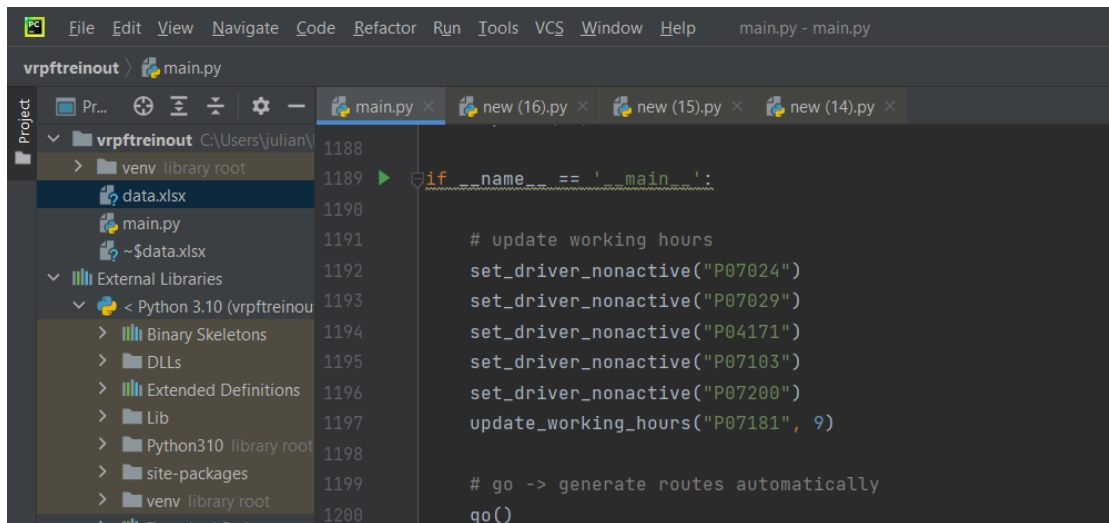 PC File Edit View Navigate Code Refactor Run Tools VCS Window Help main.py - main.py
vrpftreinout main.py
Project
Pr... main.py new (16).py new (15).py new (14).py
vrpftreinout C:\Users\julian\
venv library root
data.xlsx
main.py
~$data.xlsx
External Libraries
< Python 3.10 (vrpftreinou
Binary Skeletons
DLLs
Extended Definitions
Lib
Python310 library root
site-packages
venv library root
1188
1189 if __name__ == '__main__':
1190
1191 # update working hours
1192 set_driver_nonactive("P07024")
1193 set_driver_nonactive("P07029")
1194 set_driver_nonactive("P04171")
1195 set_driver_nonactive("P07103")
1196 set_driver_nonactive("P07200")
1197 update_working_hours("P07181", 9)
1198
1199 # go -> generate routes automatically
1200 go()